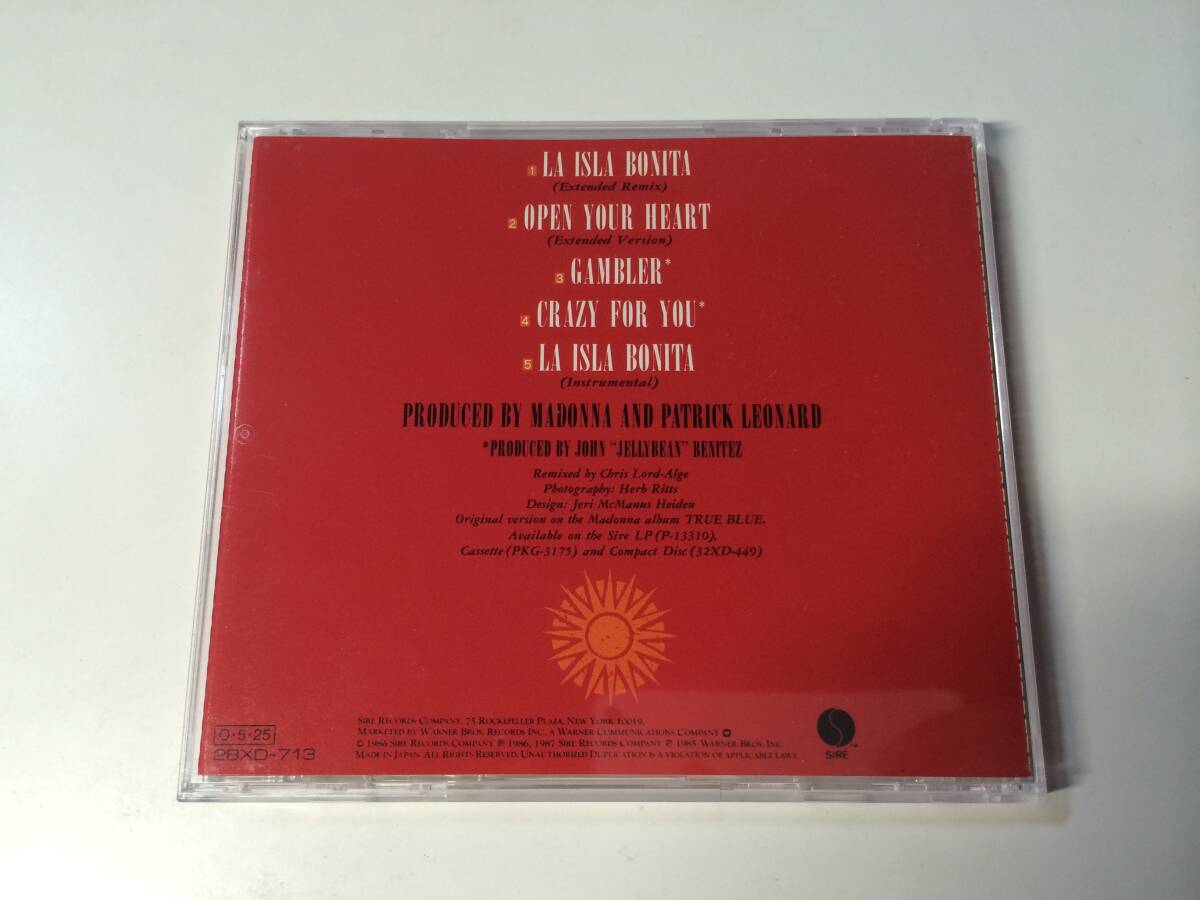 1 LA ISLA BONITA
(Extended Remix)
2 OPEN YOUR HEART
(Extended Version)
3 GAMBLER*
4 CRAZY FOR YOU*
5 LA ISLA BONITA
(Instrumental)
PRODUCED BY MADONNA AND PATRICK LEONARD
*PRODUCED BY JOHN "JELLYBEAN" BENITEZ
Remixed by Chris Lord-Alge
Photography: Herb Ritts
Design: Jeri McManus Heiden
Original version on the Madonna album TRUE BLUE.
Available on the Sire LP (P-13310),
Cassette (PKG-3175) and Compact Disc (32XD-449)
SIRE RECORDS COMPANY, 75 ROCKEFELLER PLAZA, NEW YORK 10019.
MARKETED BY WARNER BROS. RECORDS INC., A WARNER COMMUNICATIONS COMPANY
© 1986 SIRE RECORDS COMPANY ℗ 1986, 1987 SIRE RECORDS COMPANY ℗ 1985 WARNER BROS. INC.
MADE IN JAPAN. ALL RIGHTS RESERVED. UNAUTHORIZED DUPLICATION IS A VIOLATION OF APPLICABLE LAWS.
O·5·25
28XD-713
SIRE